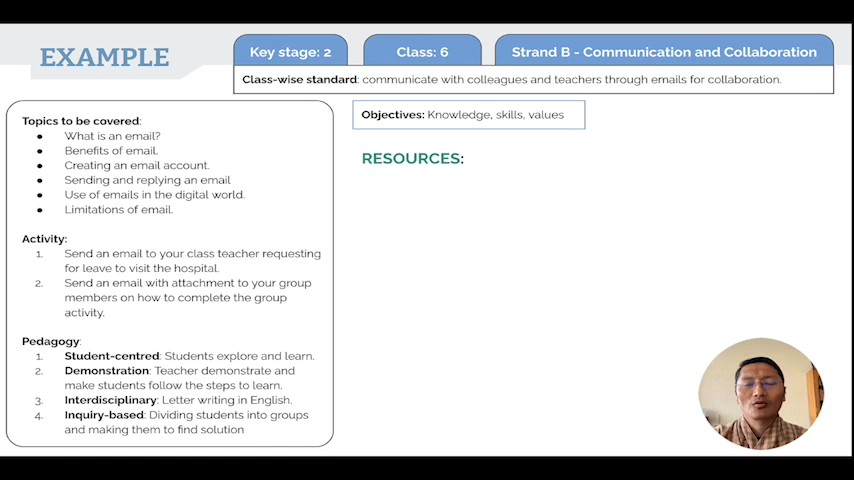 EXAMPLE
Key stage: 2
Class: 6
Strand B - Communication and Collaboration
Class-wise standard: communicate with colleagues and teachers through emails for collaboration.
Topics to be covered:
● What is an email?
● Benefits of email.
● Creating an email account.
● Sending and replying an email
● Use of emails in the digital world.
● Limitations of email.
Activity:
1. Send an email to your class teacher requesting
for leave to visit the hospital.
2. Send an email with attachment to your group
members on how to complete the group
activity.
Pedagogy:
1. Student-centred: Students explore and learn.
2. Demonstration: Teacher demonstrate and
make students follow the steps to learn.
3. Interdisciplinary: Letter writing in English.
4. Inquiry-based: Dividing students into groups
and making them to find solution
Objectives: Knowledge, skills, values
RESOURCES: